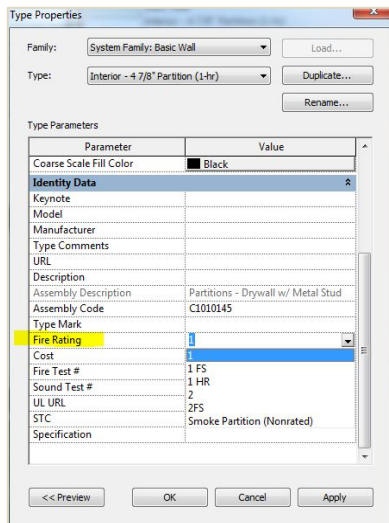 Type Properties
Family: System Family: Basic Wall Load...
Type: Interior - 4 7/8" Partition (1-hr) Duplicate...
Rename...
Type Parameters
Parameter Value
Coarse Scale Fill Color Black
Identity Data
Keynote
Model
Manufacturer
Type Comments
URL
Description
Assembly Description Partitions - Drywall w/ Metal Stud
Assembly Code C1010145
Type Mark
Fire Rating 1
Cost 1
Fire Test # 1 FS
Sound Test # 1 HR
UL URL 2
STC 2FS
Smoke Partition (Nonrated)
Specification
<< Preview OK Cancel Apply